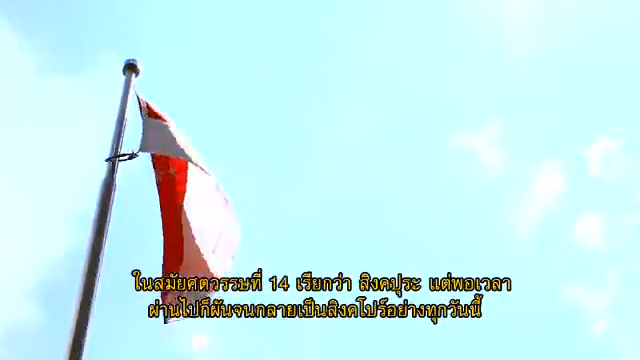 ในสมัยศตวรรษที่ 14 เรียกว่า สิงคปุระ แต่พอเวลา
ผ่านไปก็ผันจนกลายเป็นสิงคโปร์อย่างทุกวันนี้